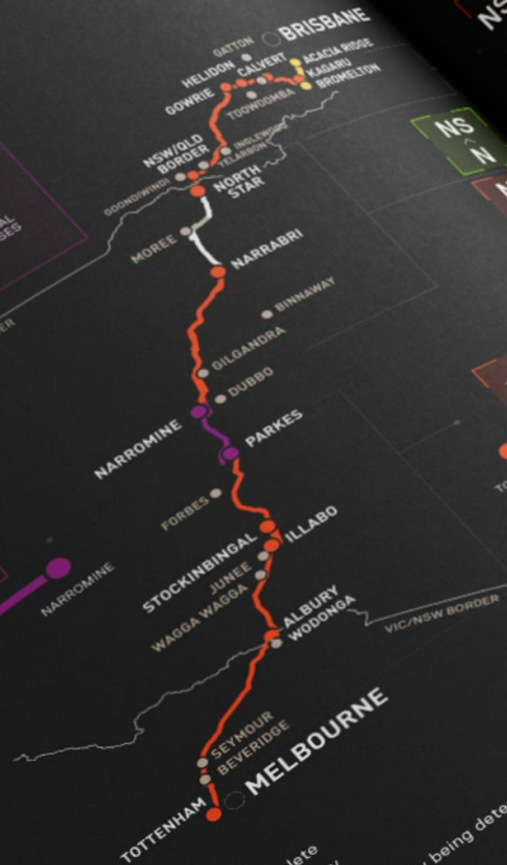 BRISBANE
GATTON
ACACIA RIDGE
HELIDON
CALVERT
KAGARU
BROMELTON
GOWRIE
TOOWOOMBA
NSW/QLD
BORDER
INGLEWOOD
YELARBON
GOONDIWINDI
NORTH
STAR
NS
N
MOREE
NARRABRI
BINNAWAY
GILGANDRA
DUBBO
NARROMINE
PARKES
FORBES
ILLABO
STOCKINBINGAL
JUNEE
WAGGA WAGGA
NARROMINE
ALBURY
WODONGA
VIC/NSW BORDER
SEYMOUR
BEVERIDGE
MELBOURNE
TOTTENHAM
being